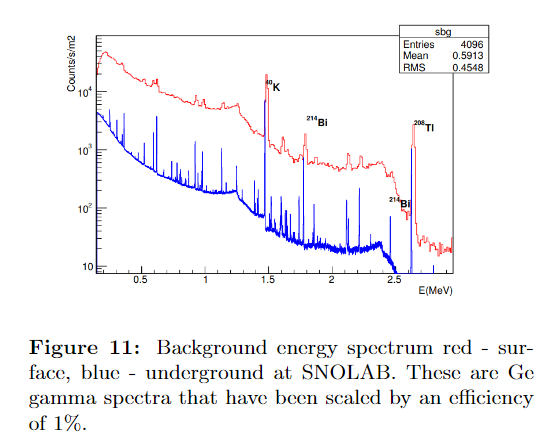 sbg
Entries 4096
Mean 0.5913
RMS 0.4548
Counts/s/m2
10⁴
10³
10²
10
⁴⁰K
²¹⁴Bi
²⁰⁸Tl
²¹⁴Bi
0.5 1 1.5 2 2.5
E(MeV)
Figure 11: Background energy spectrum red - sur-
face, blue - underground at SNOLAB. These are Ge
gamma spectra that have been scaled by an efficiency
of 1%.